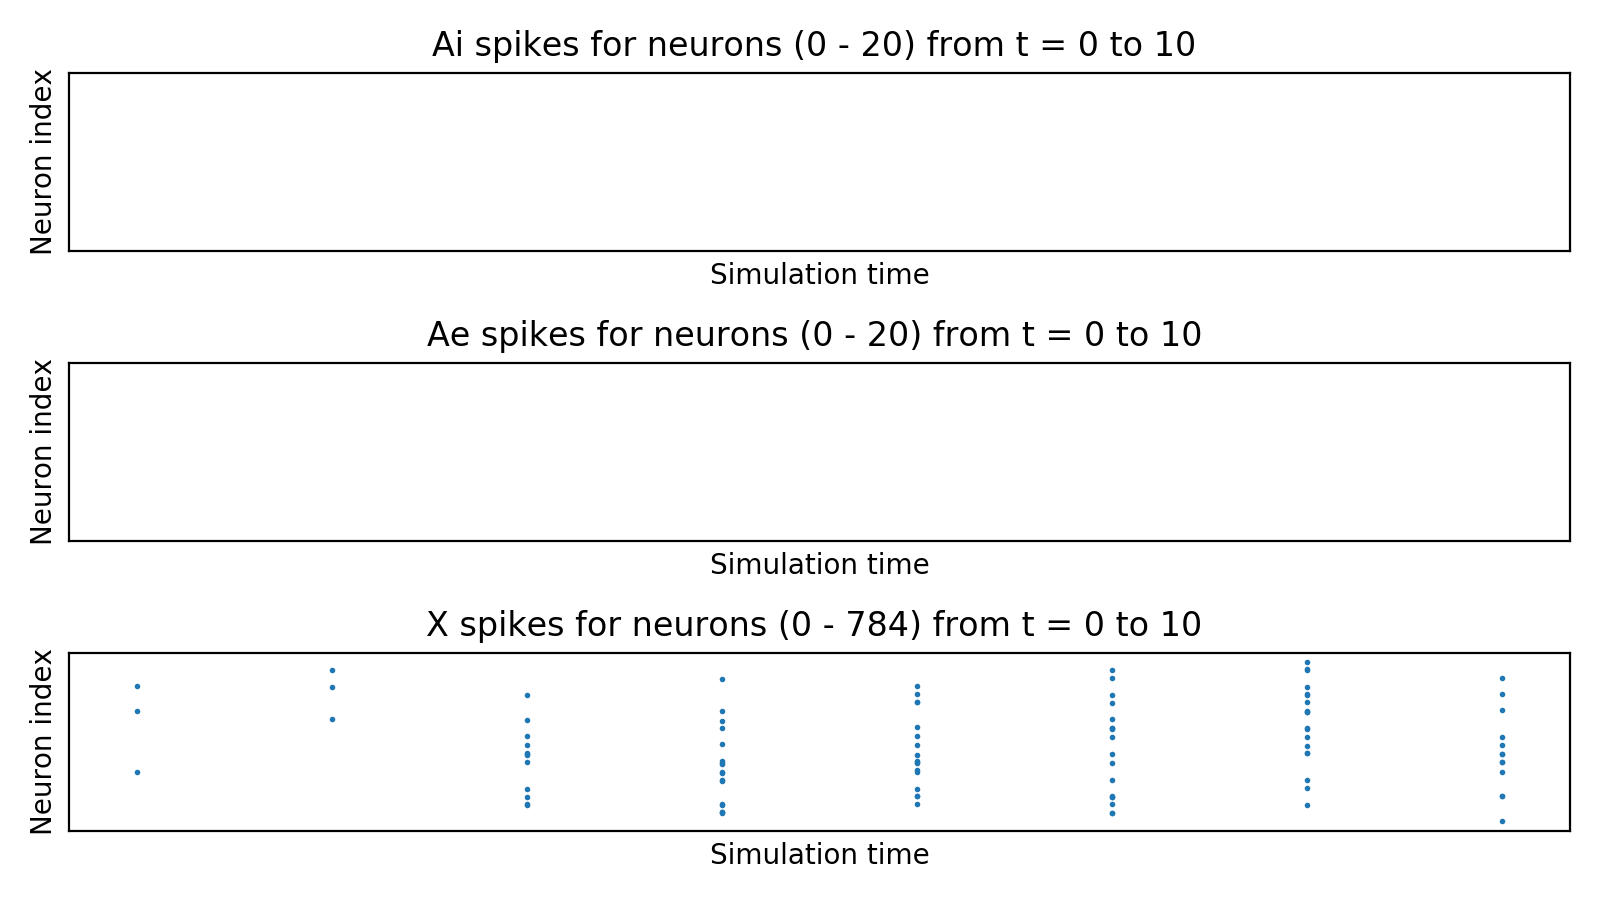 Ai spikes for neurons (0 - 20) from t = 0 to 10
Neuron index
Simulation time
Ae spikes for neurons (0 - 20) from t = 0 to 10
Neuron index
Simulation time
X spikes for neurons (0 - 784) from t = 0 to 10
Neuron index
Simulation time